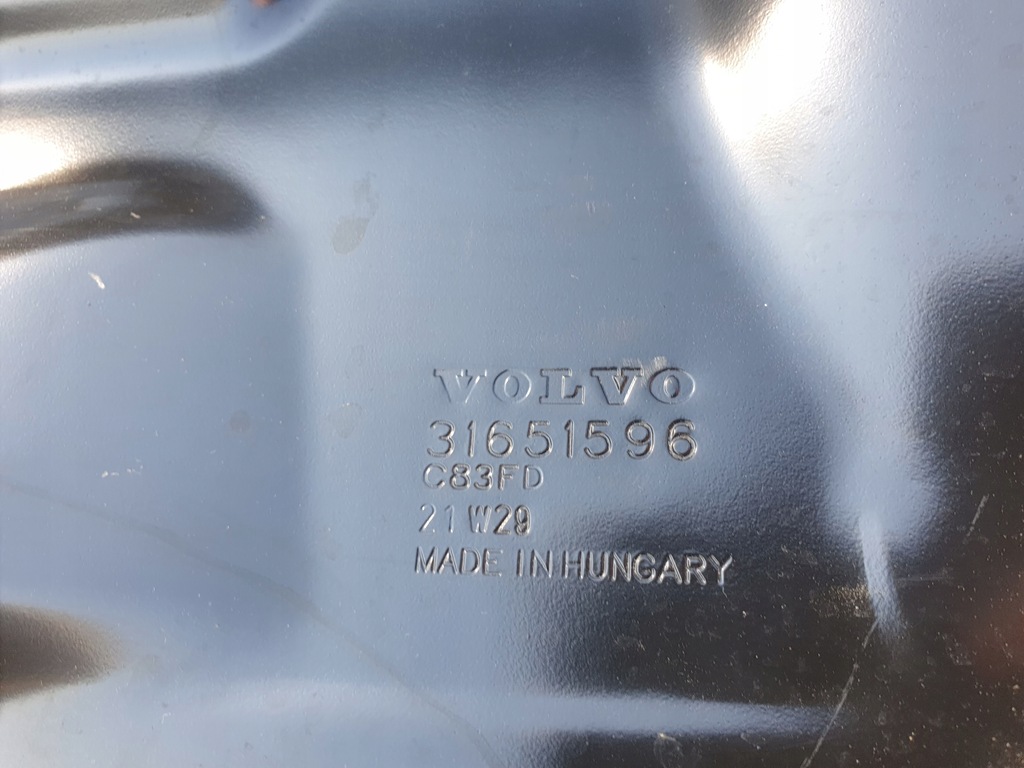 VOLVO
31651596
C83FD
21 W29
MADE IN HUNGARY